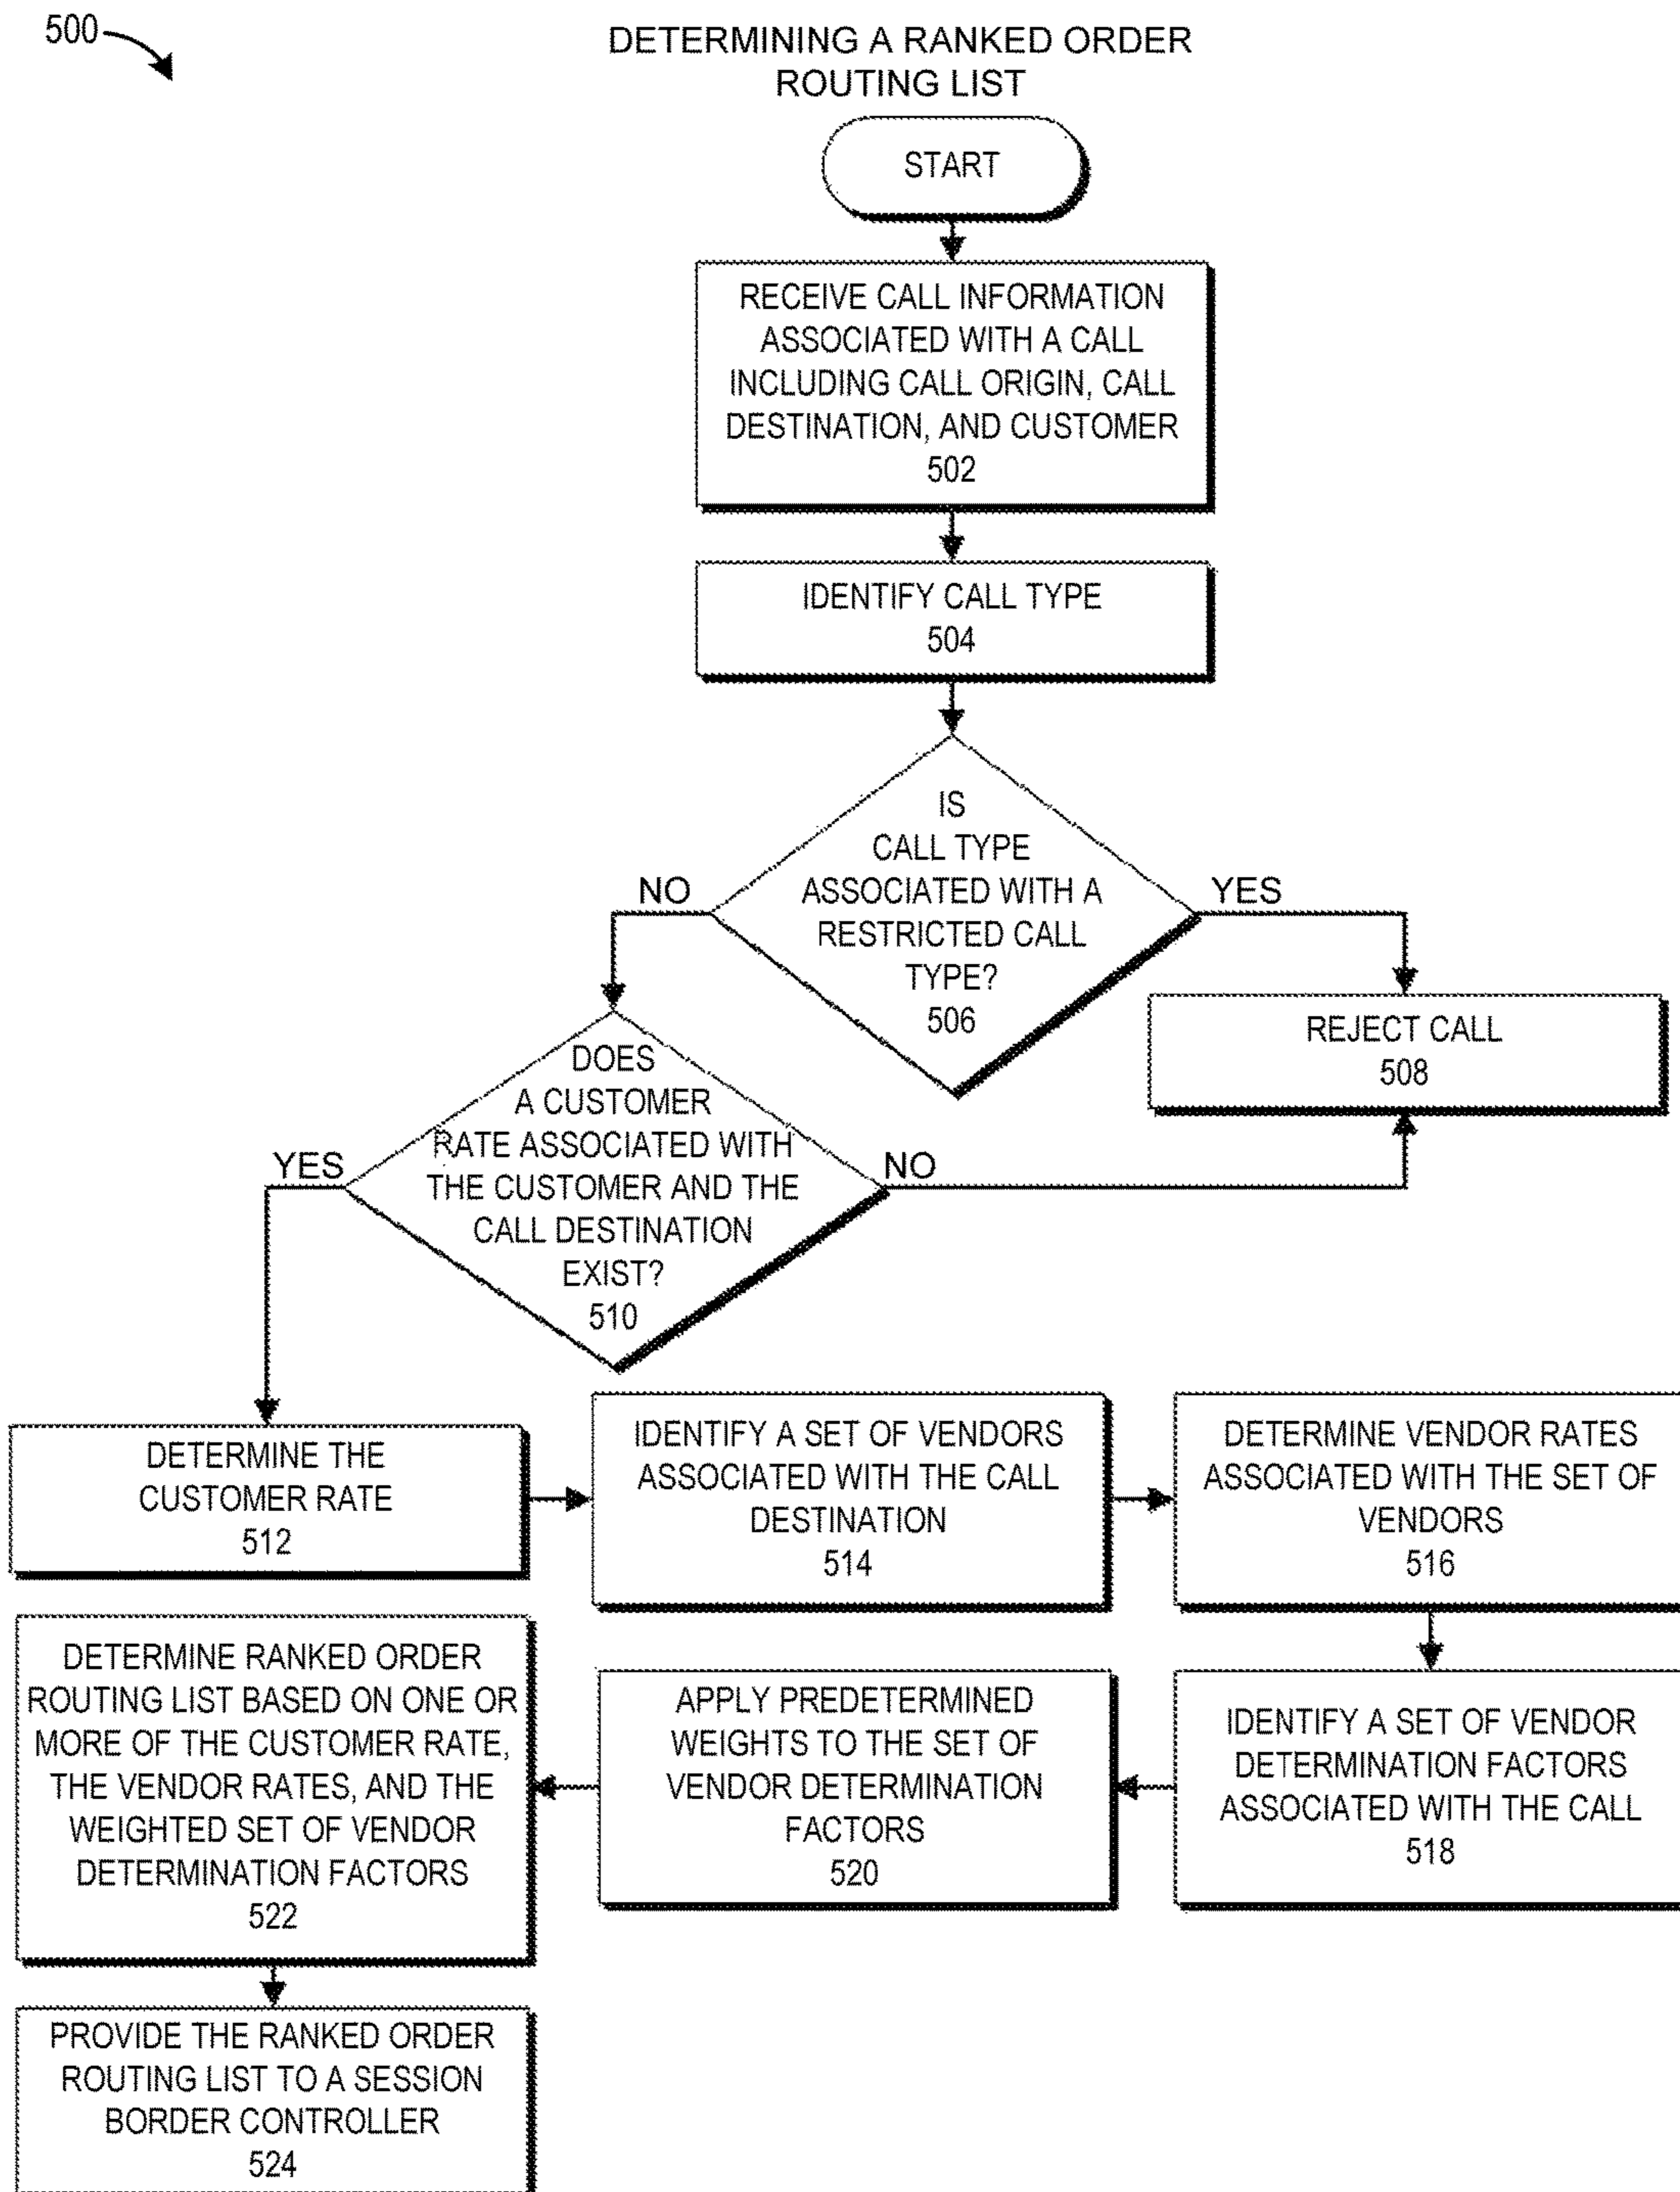 500
DETERMINING A RANKED ORDER
ROUTING LIST
START
RECEIVE CALL INFORMATION
ASSOCIATED WITH A CALL
INCLUDING CALL ORIGIN, CALL
DESTINATION, AND CUSTOMER
502
IDENTIFY CALL TYPE
504
IS
CALL TYPE
ASSOCIATED WITH A
RESTRICTED CALL
TYPE?
506
NO
YES
REJECT CALL
508
DOES
A CUSTOMER
RATE ASSOCIATED WITH
THE CUSTOMER AND THE
CALL DESTINATION
EXIST?
510
YES
NO
DETERMINE THE
CUSTOMER RATE
512
IDENTIFY A SET OF VENDORS
ASSOCIATED WITH THE CALL
DESTINATION
514
DETERMINE VENDOR RATES
ASSOCIATED WITH THE SET OF
VENDORS
516
IDENTIFY A SET OF VENDOR
DETERMINATION FACTORS
ASSOCIATED WITH THE CALL
518
APPLY PREDETERMINED
WEIGHTS TO THE SET OF
VENDOR DETERMINATION
FACTORS
520
DETERMINE RANKED ORDER
ROUTING LIST BASED ON ONE OR
MORE OF THE CUSTOMER RATE,
THE VENDOR RATES, AND THE
WEIGHTED SET OF VENDOR
DETERMINATION FACTORS
522
PROVIDE THE RANKED ORDER
ROUTING LIST TO A SESSION
BORDER CONTROLLER
524